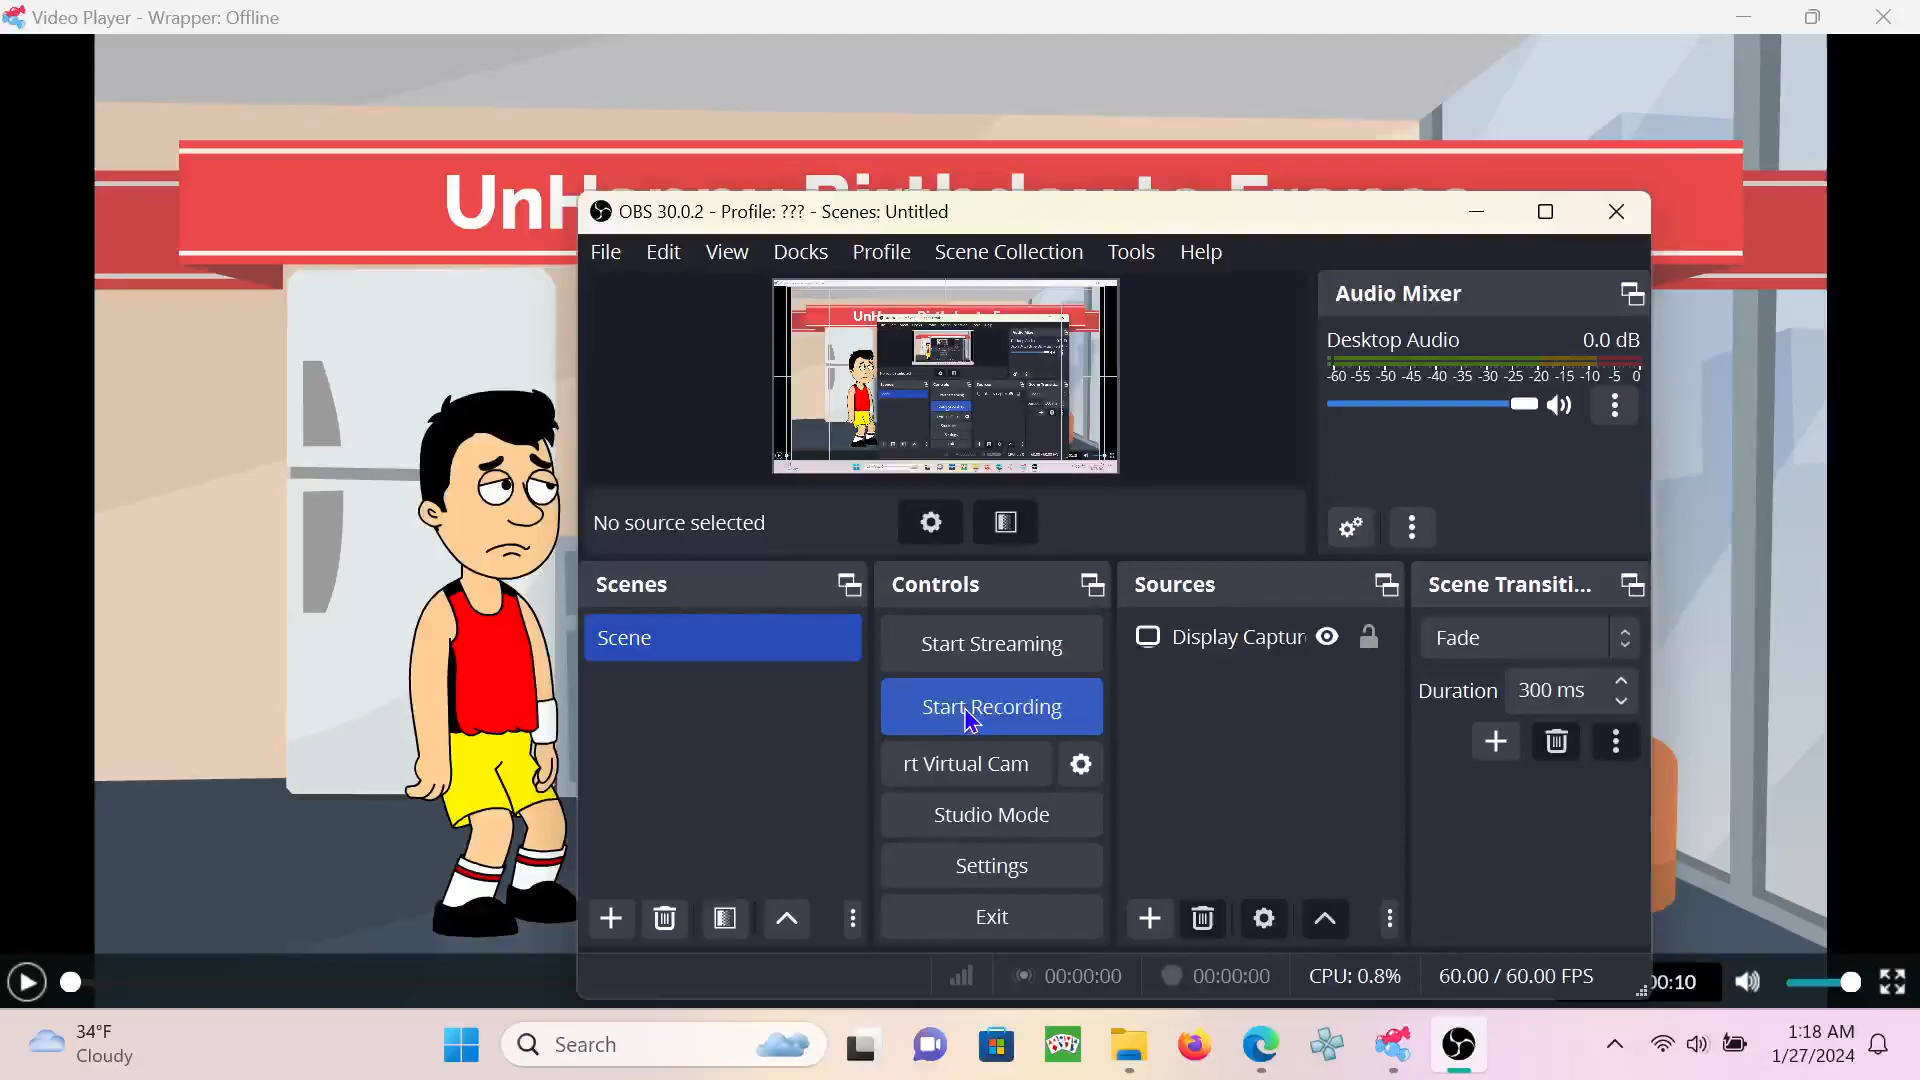 Video Player - Wrapper: Offline
OBS 30.0.2 - Profile: ??? - Scenes: Untitled
File Edit View Docks Profile Scene Collection Tools Help
Audio Mixer
Desktop Audio 0.0 dB
-60 -55 -50 -45 -40 -35 -30 -25 -20 -15 -10 -5 0
No source selected
Scenes
Scene
Controls
Start Streaming
Start Recording
rt Virtual Cam
Studio Mode
Settings
Exit
Sources
Display Captur
Scene Transiti...
Fade
Duration 300 ms
00:00:00 00:00:00 CPU: 0.8% 60.00 / 60.00 FPS
00:10
34°F
Cloudy
Search
1:18 AM
1/27/2024